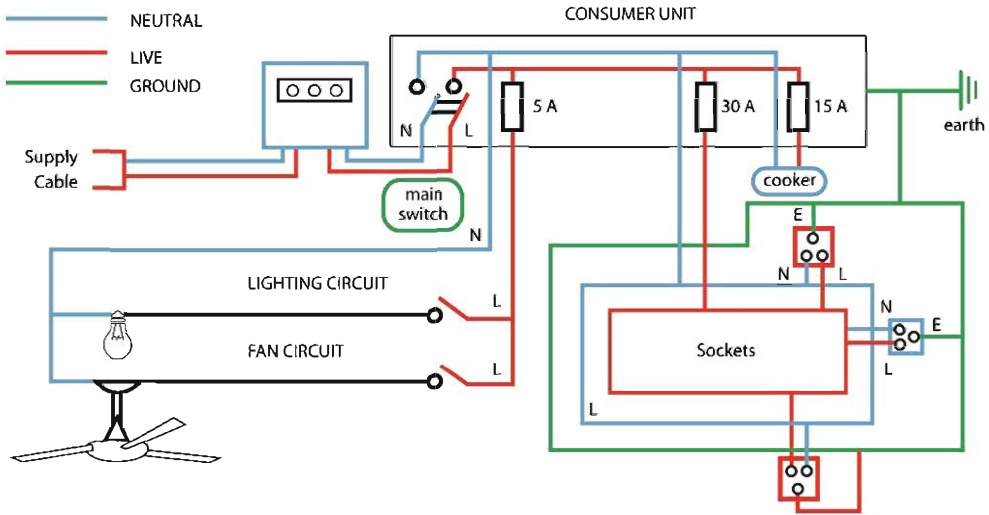 CONSUMER UNIT
NEUTRAL
LIVE
GROUND
5 A
30 A
15 A
N
L
earth
Supply
Cable
main
switch
cooker
N
E
N
L
LIGHTING CIRCUIT
L
N
E
L
FAN CIRCUIT
L
Sockets
L